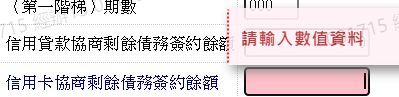 （第一階梯）期數
信用貸款協商剩餘債務簽約餘額
請輸入數值資料
信用卡協商剩餘債務簽約餘額